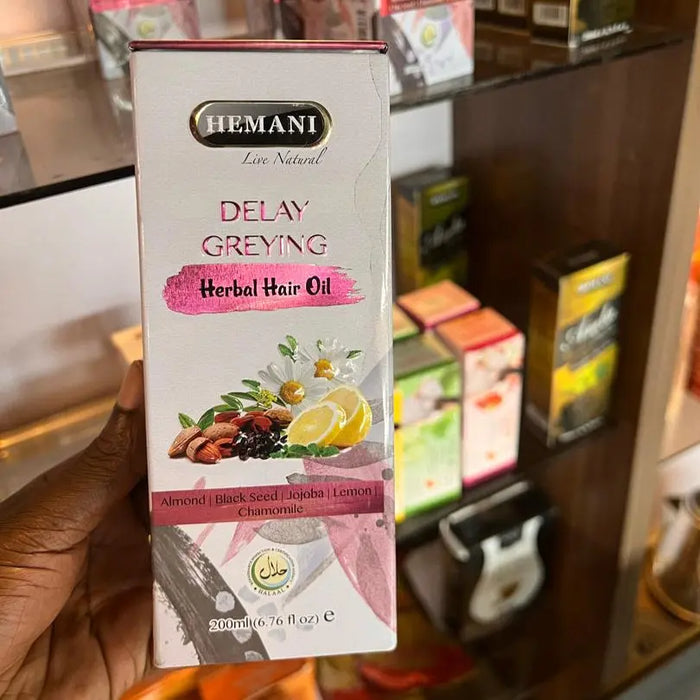 HEMANI
Live Natural
DELAY
GREYING
Herbal Hair Oil
Almond | Black Seed | Jojoba | Lemon |
Chamomile
حلال
HALAAL
200ml (6.76 fl oz) e